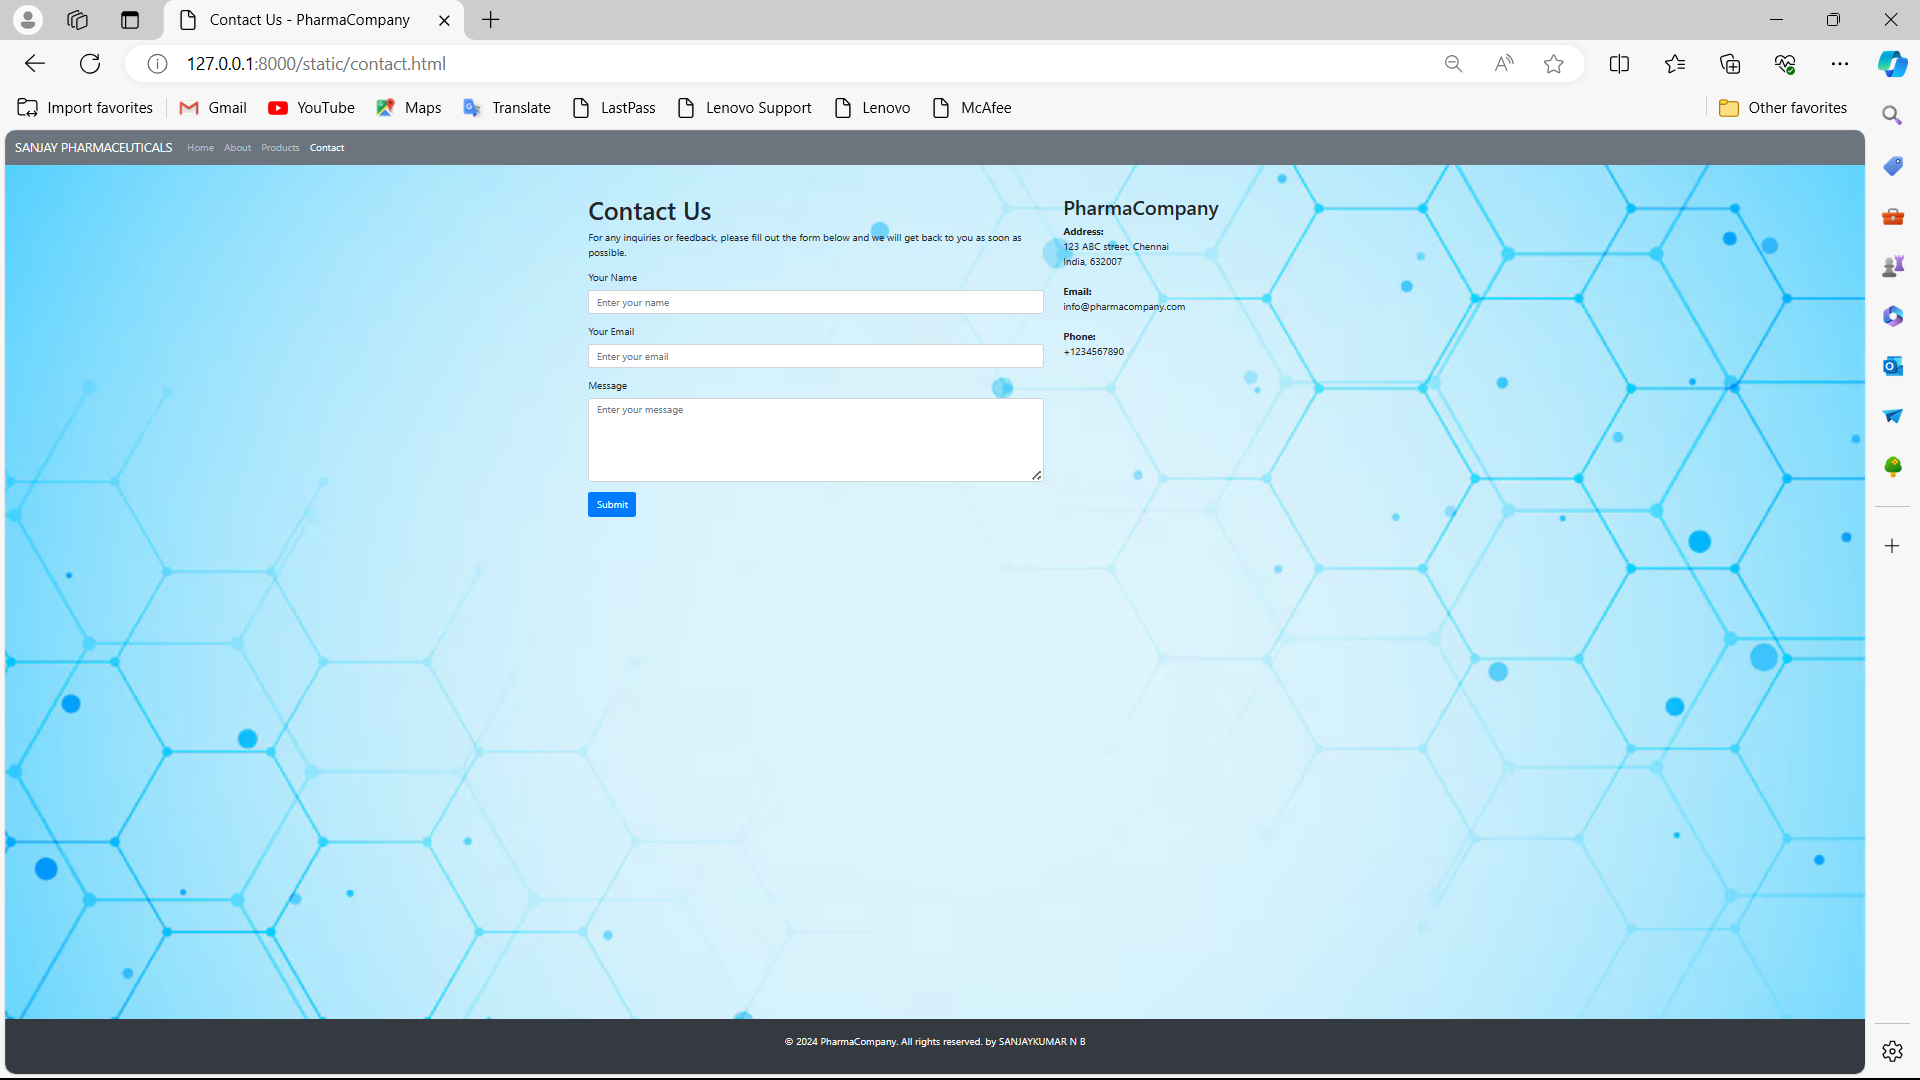 Contact Us - PharmaCompany
127.0.0.1:8000/static/contact.html
Import favorites Gmail YouTube Maps Translate LastPass Lenovo Support Lenovo McAfee Other favorites
SANJAY PHARMACEUTICALS Home About Products Contact
Contact Us
For any inquiries or feedback, please fill out the form below and we will get back to you as soon as
possible.
Your Name
Enter your name
Your Email
Enter your email
Message
Enter your message
Submit
PharmaCompany
Address:
123 ABC street, Chennai
India, 632007
Email:
info@pharmacompany.com
Phone:
+1234567890
© 2024 PharmaCompany. All rights reserved. by SANJAYKUMAR N B